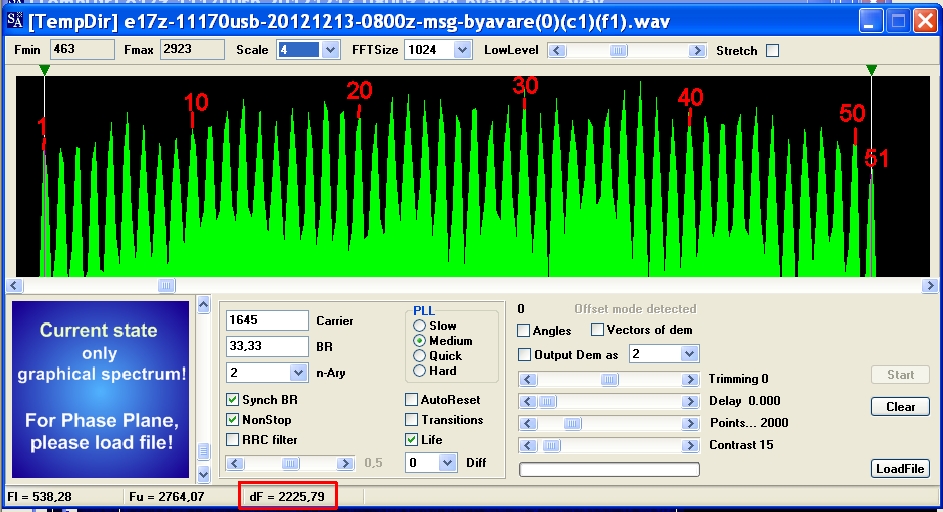 [TempDir] e17z-11170usb-20121213-0800z-msg-byavare(0)(c1)(f1).wav
Fmin 463 Fmax 2923 Scale 4 FFTSize 1024 LowLevel Stretch
1 10 20 30 40 50 51
Current state
only
graphical spectrum!
For Phase Plane,
please load file!
1645 Carrier
33,33 BR
2 n-Ary
Synch BR
NonStop
RRC filter
0,5
PLL
Slow
Medium
Quick
Hard
AutoReset
Transitions
Life
0 Diff
0 Offset mode detected
Angles Vectors of dem
Output Dem as 2
Trimming 0
Delay 0.000
Points... 2000
Contrast 15
Start
Clear
LoadFile
Fl = 538,28 Fu = 2764,07 dF = 2225,79